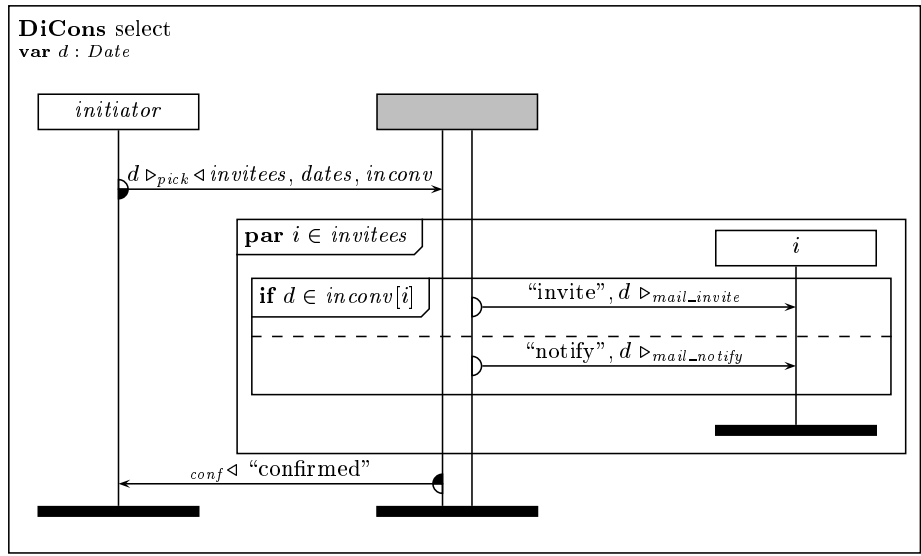 DiCons select
var d : Date
initiator
d ▷pick ◁ invitees, dates, inconv
par i ∈ invitees
i
if d ∈ inconv[i]
“invite”, d ▷mail_invite
“notify”, d ▷mail_notify
conf ◁ “confirmed”